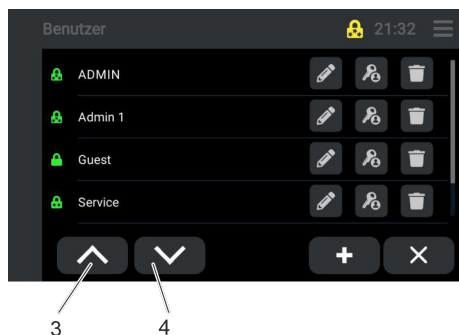 Benutzer 21:32
ADMIN
Admin 1
Guest
Service
3 4